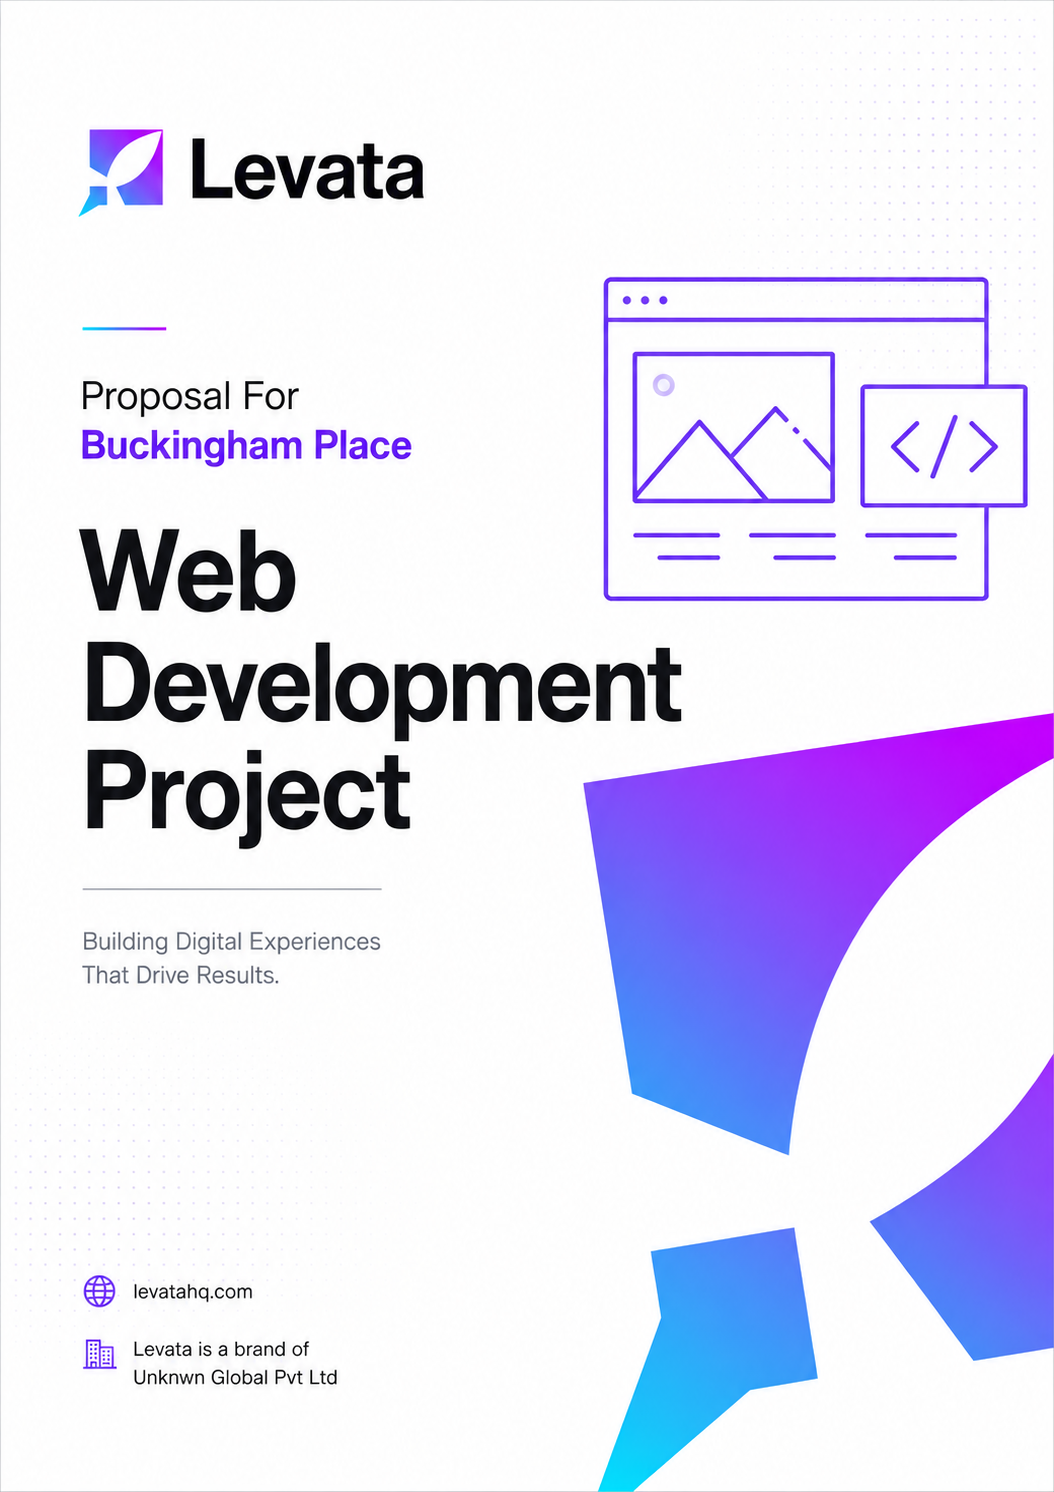 Levata
Proposal For
Buckingham Place
</>
Web
Development
Project
Building Digital Experiences
That Drive Results.
levatahq.com
Levata is a brand of
Unknwn Global Pvt Ltd